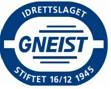 IDRETTSLAGET
GNEIST
STIFTET 16/12 1945